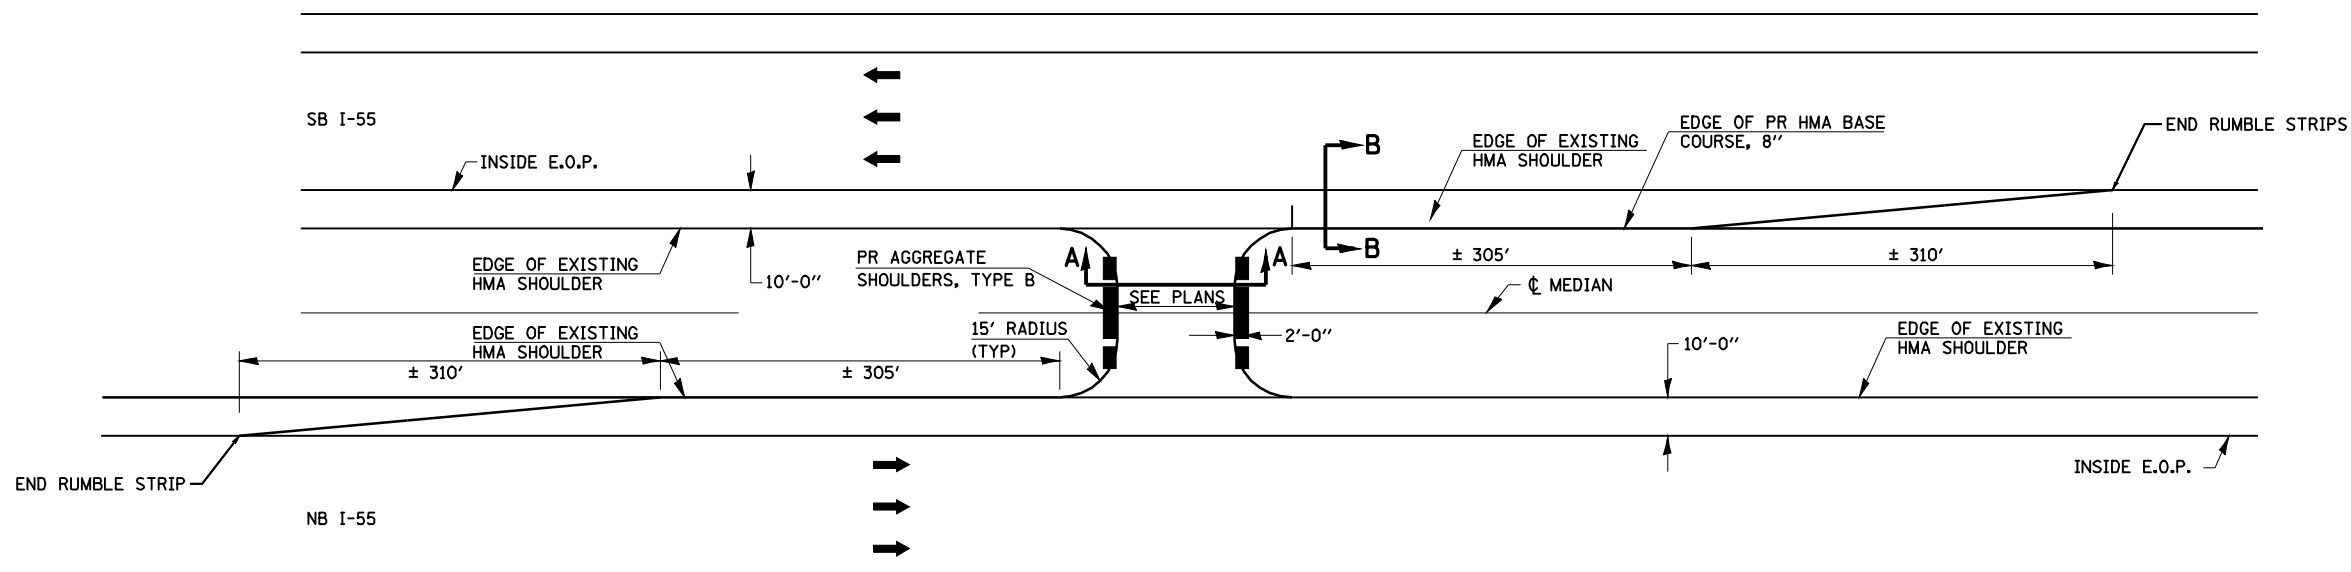 SB I-55
INSIDE E.O.P.
EDGE OF EXISTING
HMA SHOULDER
EDGE OF PR HMA BASE
COURSE, 8"
END RUMBLE STRIPS
B
B
EDGE OF EXISTING
HMA SHOULDER
10'-0"
PR AGGREGATE
SHOULDERS, TYPE B
A
A
SEE PLANS
± 305'
± 310'
℄ MEDIAN
EDGE OF EXISTING
HMA SHOULDER
± 310'
± 305'
15' RADIUS
(TYP)
2'-0"
10'-0"
EDGE OF EXISTING
HMA SHOULDER
END RUMBLE STRIP
INSIDE E.O.P.
NB I-55